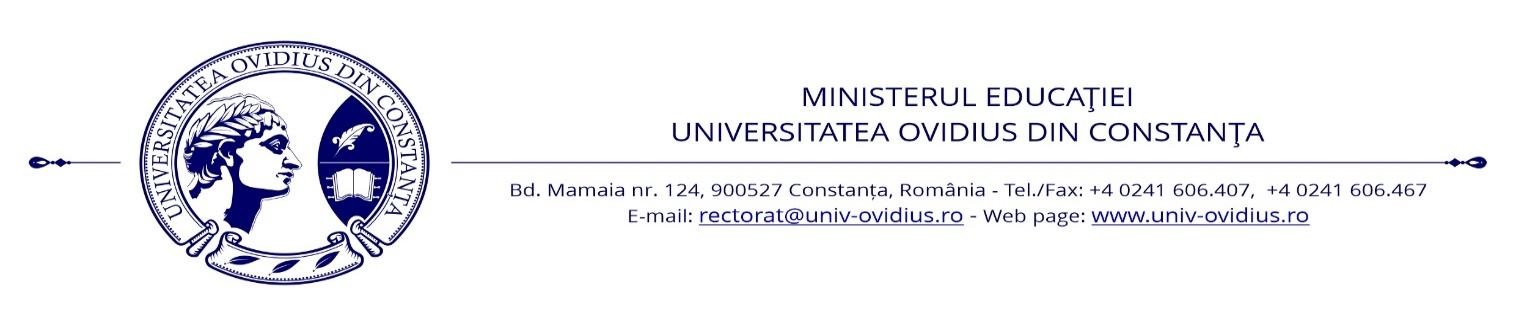 UNIVERSITATEA OVIDIUS DIN CONSTANȚA
MINISTERUL EDUCAŢIEI
UNIVERSITATEA OVIDIUS DIN CONSTANŢA
Bd. Mamaia nr. 124, 900527 Constanța, România - Tel./Fax: +4 0241 606.407, +4 0241 606.467
E-mail: rectorat@univ-ovidius.ro - Web page: www.univ-ovidius.ro